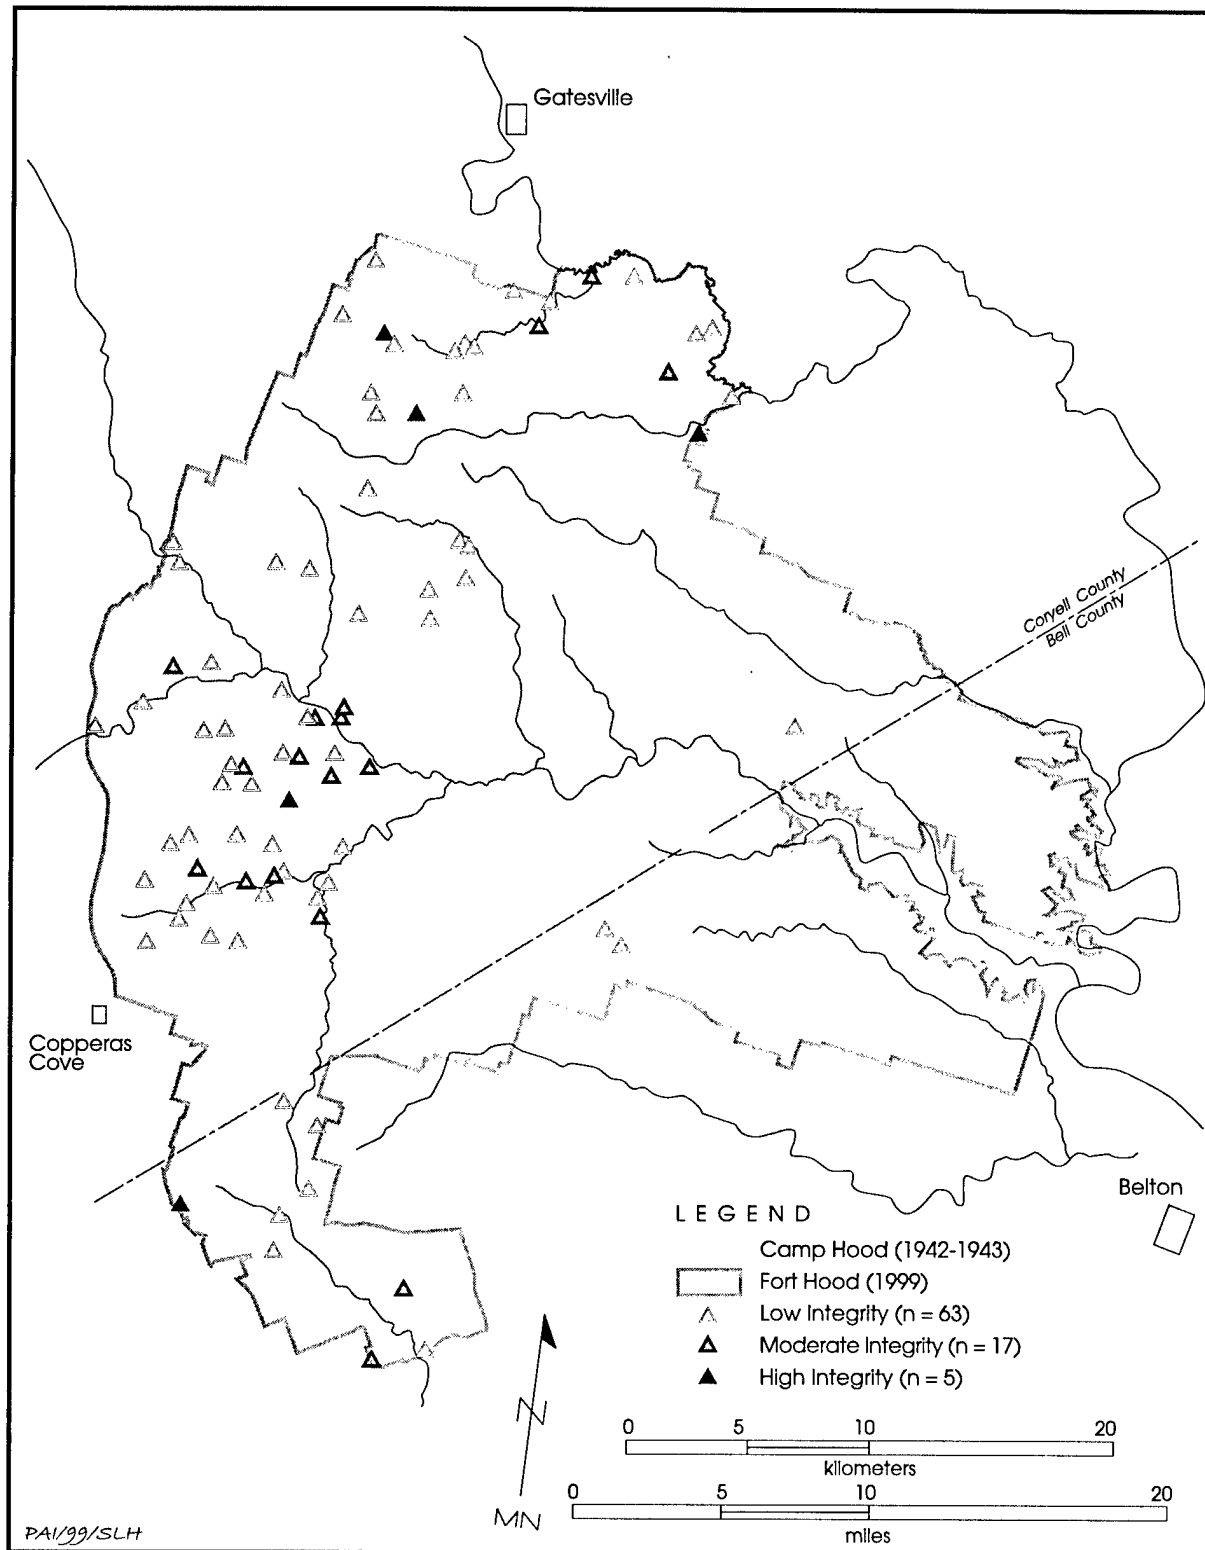 Gatesville
Coryell County
Bell County
Copperas
Cove
Belton
LEGEND
Camp Hood (1942-1943)
Fort Hood (1999)
Low Integrity (n = 63)
Moderate Integrity (n = 17)
High Integrity (n = 5)
0 5 10 20
kilometers
0 5 10 20
miles
MN
PAI/99/SLH